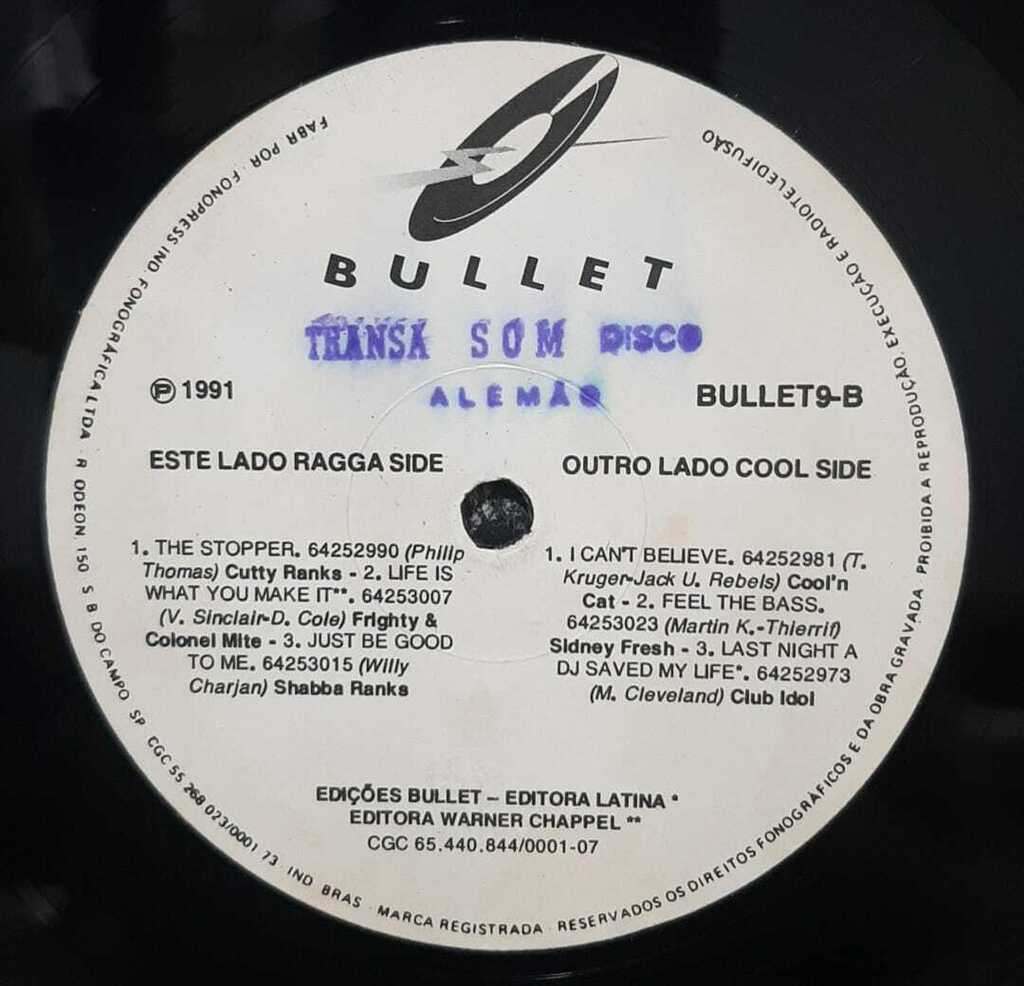 BULLET
TRANSA SOM DISCO
ALEMÃO
℗ 1991
BULLET9-B
ESTE LADO RAGGA SIDE
1. THE STOPPER. 64252990 (Philip
Thomas) Cutty Ranks - 2. LIFE IS
WHAT YOU MAKE IT**. 64253007
(V. Sinclair-D. Cole) Frighty &
Colonel Mite - 3. JUST BE GOOD
TO ME. 64253015 (Willy
Charjan) Shabba Ranks
OUTRO LADO COOL SIDE
1. I CAN'T BELIEVE. 64252981 (T.
Kruger-Jack U. Rebels) Cool'n
Cat - 2. FEEL THE BASS.
64253023 (Martin K.-Thierrif)
Sidney Fresh - 3. LAST NIGHT A
DJ SAVED MY LIFE*. 64252973
(M. Cleveland) Club Idol
EDIÇÕES BULLET – EDITORA LATINA *
EDITORA WARNER CHAPPEL **
CGC 65.440.844/0001-07
FABR POR · FONOPRESS IND. FONOGRÁFICA LTDA · R ODEON 150 S B DO CAMPO SP CGC 55 268 023/0001 73 · IND BRAS · MARCA REGISTRADA · RESERVADOS OS DIREITOS FONOGRÁFICOS E DA OBRA GRAVADA PROIBIDA A REPRODUÇÃO, EXECUÇÃO E RADIOTELEDIFUSÃO